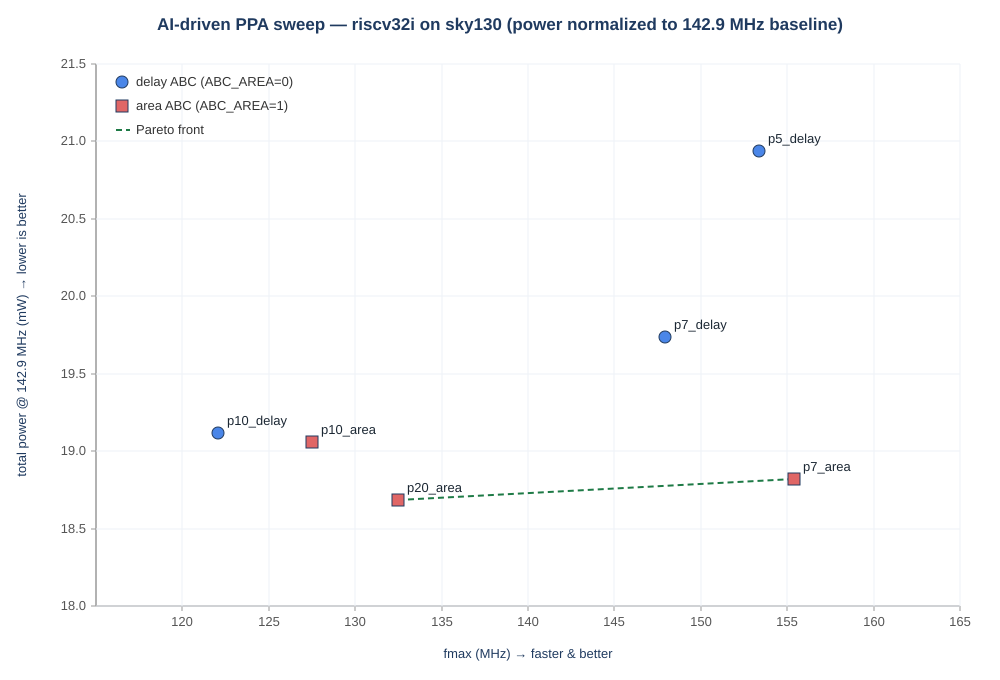 AI-driven PPA sweep — riscv32i on sky130 (power normalized to 142.9 MHz baseline)
delay ABC (ABC_AREA=0)
area ABC (ABC_AREA=1)
Pareto front
21.5
21.0
20.5
20.0
19.5
19.0
18.5
18.0
total power @ 142.9 MHz (mW) → lower is better
p5_delay
p7_delay
p10_delay
p10_area
p7_area
p20_area
120
125
130
135
140
145
150
155
160
165
fmax (MHz) → faster & better